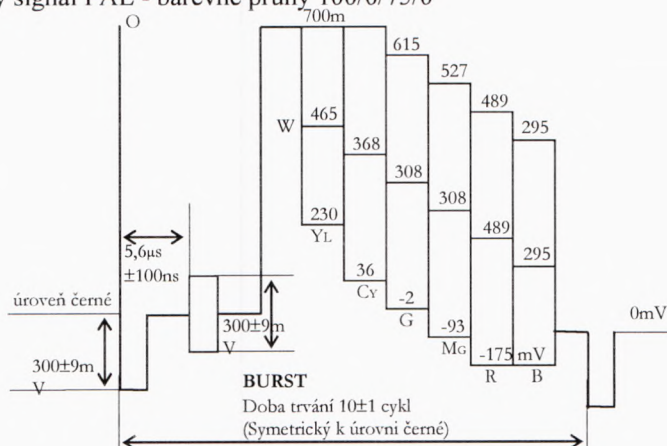 signál PAL - barevné pruhy 100/0/75/0
O
700m
615
527
489
295
W
465
368
308
308
489
295
230
YL
36
CY
-2
G
-93
MG
-175 mV
R
B
0mV
5,6µs
±100ns
úroveň černé
300±9m
V
300±9m
V
BURST
Doba trvání 10±1 cykl
(Symetrický k úrovni černé)